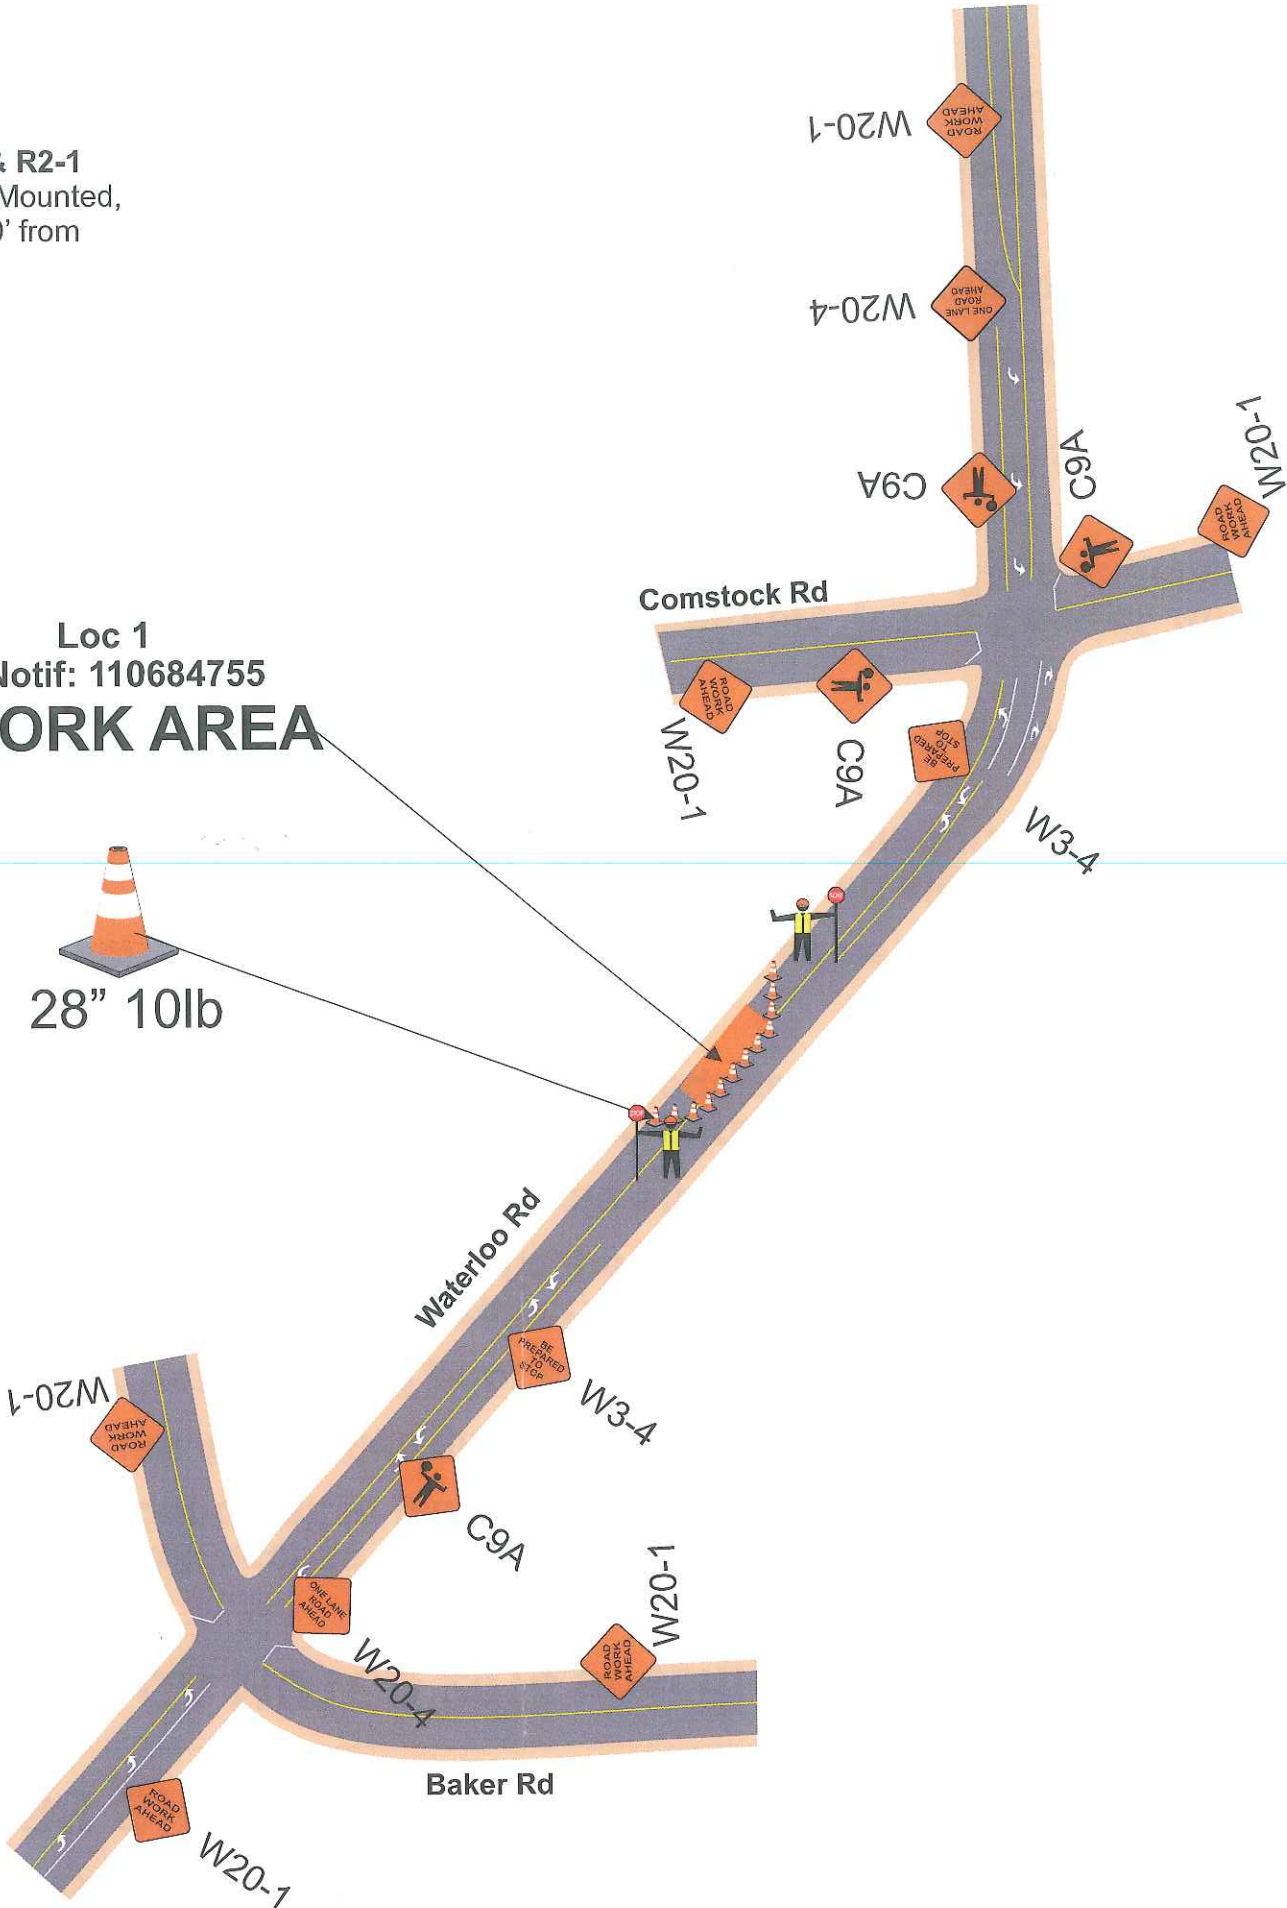 & R2-1
Mounted,
0' from
W20-1
ROAD
WORK
AHEAD
W20-4
ONE LANE
ROAD
AHEAD
C9A
C9A
W20-1
ROAD
WORK
AHEAD
Comstock Rd
ROAD
WORK
AHEAD
W20-1
C9A
BE
PREPARED
TO
STOP
W3-4
Loc 1
Notif: 110684755
ORK AREA
28” 10lb
STOP
Waterloo Rd
BE
PREPARED
TO
STOP
W3-4
W20-1
ROAD
WORK
AHEAD
C9A
ONE LANE
ROAD
AHEAD
W20-4
ROAD
WORK
AHEAD
W20-1
Baker Rd
ROAD
WORK
AHEAD
W20-1